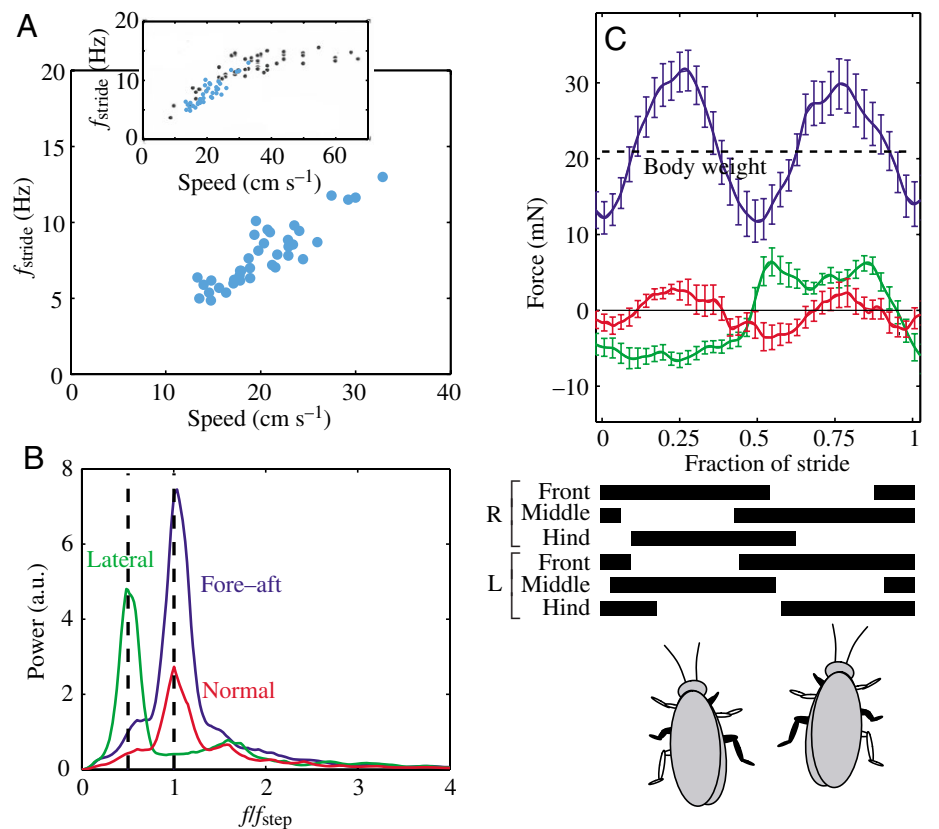 A
20
15
10
5
0
fstride (Hz)
0
10
20
30
40
Speed (cm s–1)
20
10
0
fstride (Hz)
0
20
40
60
Speed (cm s–1)
B
8
6
4
2
0
Power (a.u.)
Lateral
Fore–aft
Normal
0
1
2
3
4
f/fstep
C
30
20
10
0
–10
Force (mN)
Body weight
0
0.25
0.5
0.75
1
Fraction of stride
R
Front
Middle
Hind
L
Front
Middle
Hind